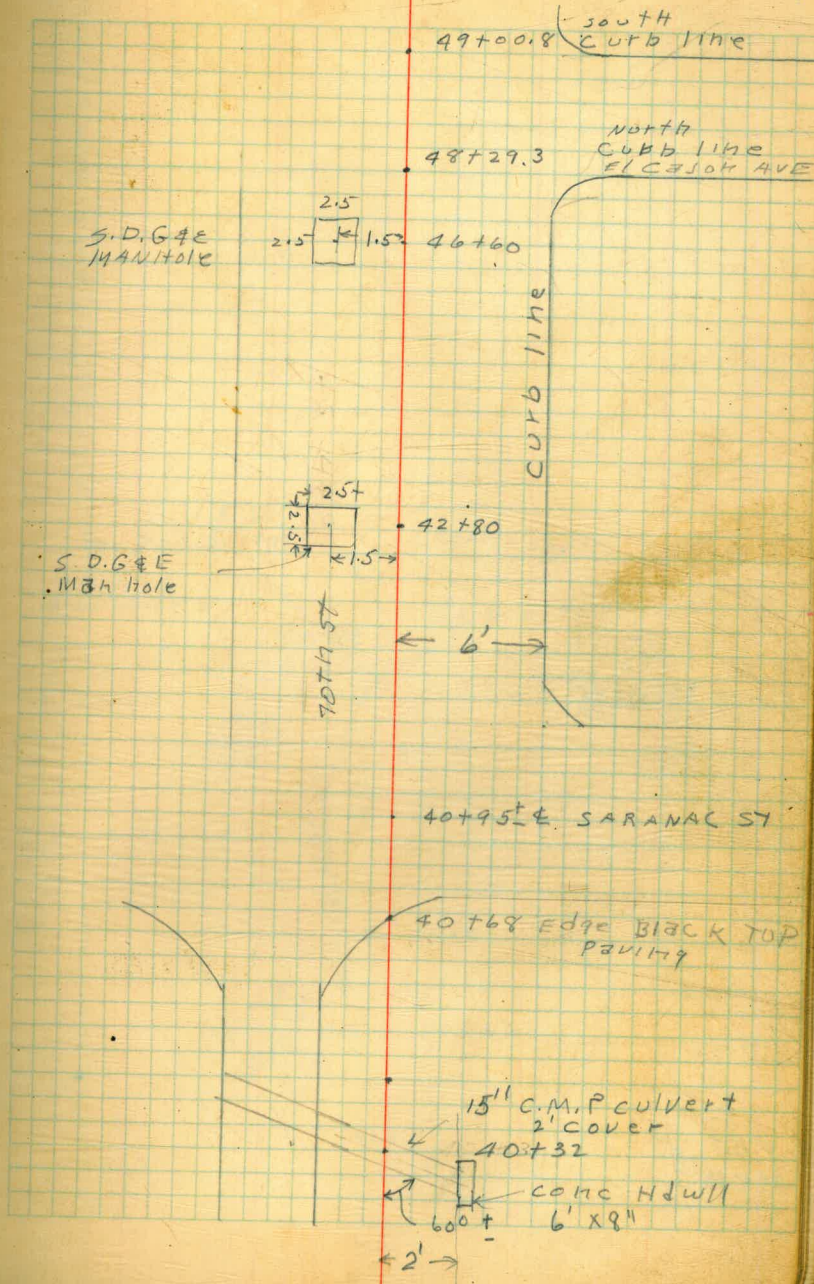 south
49+00.8 curb line
North
48+29.3 Curb line
El Cajon AVE
2.5
S.D.G&E 2.5 1.5 46+60
MANHole
curb line
2.5±
2.5 42+80
1.5
S.D.G&E
Man hole
6'
70th St
40+95± ℄ SARANAC ST
40+68 Edge Black TOP
Paving
15" C.M.P culvert
2' cover
40+32
conc Hdwll
60° ± 6' x 8"
2'